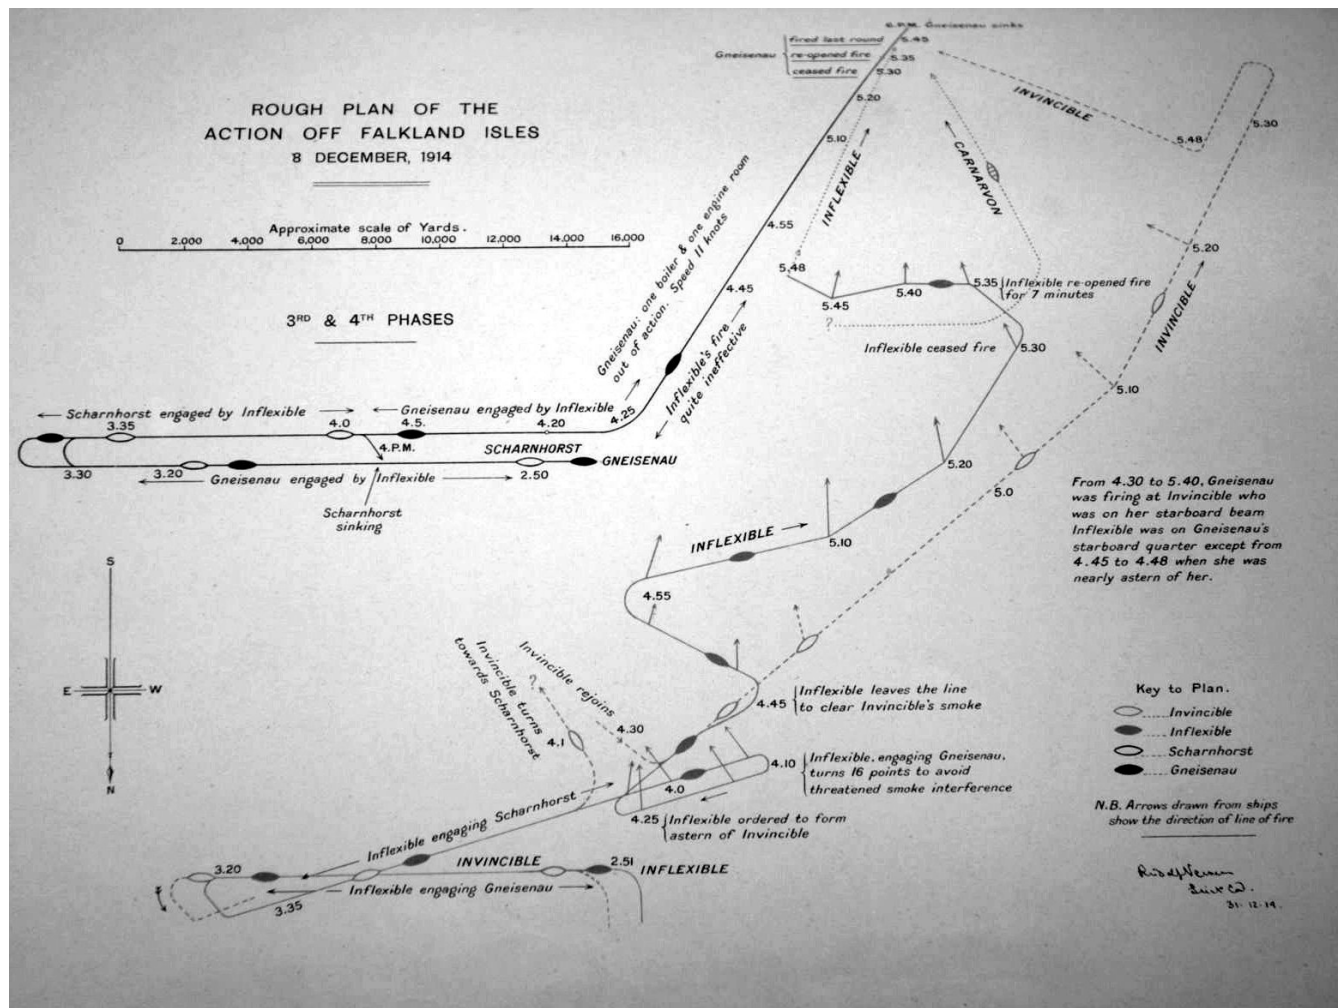 ROUGH PLAN OF THE
ACTION OFF FALKLAND ISLES
8 DECEMBER, 1914
Approximate scale of Yards.
0 2.000 4.000 6,000 8,000 10,000 12.000 14.000 16.000
3RD & 4TH PHASES
6.P.M. Gneisenau sinks
Gneisenau
fired last round
re-opened fire
ceased fire
5.45
5.35
5.30
5.20
5.10
4.55
4.45
4.25
INFLEXIBLE
CARNARVON
INVINCIBLE
5.48
5.30
5.20
INVINCIBLE
5.10
5.0
Gneisenau: one boiler & one engine room
out of action. Speed 11 knots
Inflexible's fire
quite ineffective
5.48
5.45
5.40
5.35
Inflexible re-opened fire
for 7 minutes
?
Inflexible ceased fire
5.30
5.20
5.10
INFLEXIBLE
4.55
Scharnhorst engaged by Inflexible
Gneisenau engaged by Inflexible
3.35
4.0
4.5.
4.20
4.P.M.
SCHARNHORST
GNEISENAU
3.30
3.20
2.50
Gneisenau engaged by Inflexible
Scharnhorst
sinking
From 4.30 to 5.40, Gneisenau
was firing at Invincible who
was on her starboard beam
Inflexible was on Gneisenau's
starboard quarter except from
4.45 to 4.48 when she was
nearly astern of her.
S
E W
N
Invincible turns
towards Scharnhorst
?
Invincible rejoins
4.1
4.30
4.45
Inflexible leaves the line
to clear Invincible's smoke
4.10
Inflexible, engaging Gneisenau,
turns 16 points to avoid
threatened smoke interference
4.0
4.25
Inflexible ordered to form
astern of Invincible
Inflexible engaging Scharnhorst
3.20
INVINCIBLE
2.51
INFLEXIBLE
Inflexible engaging Gneisenau
3.35
Key to Plan.
Invincible
Inflexible
Scharnhorst
Gneisenau
N.B. Arrows drawn from ships
show the direction of line of fire
31.12.14.